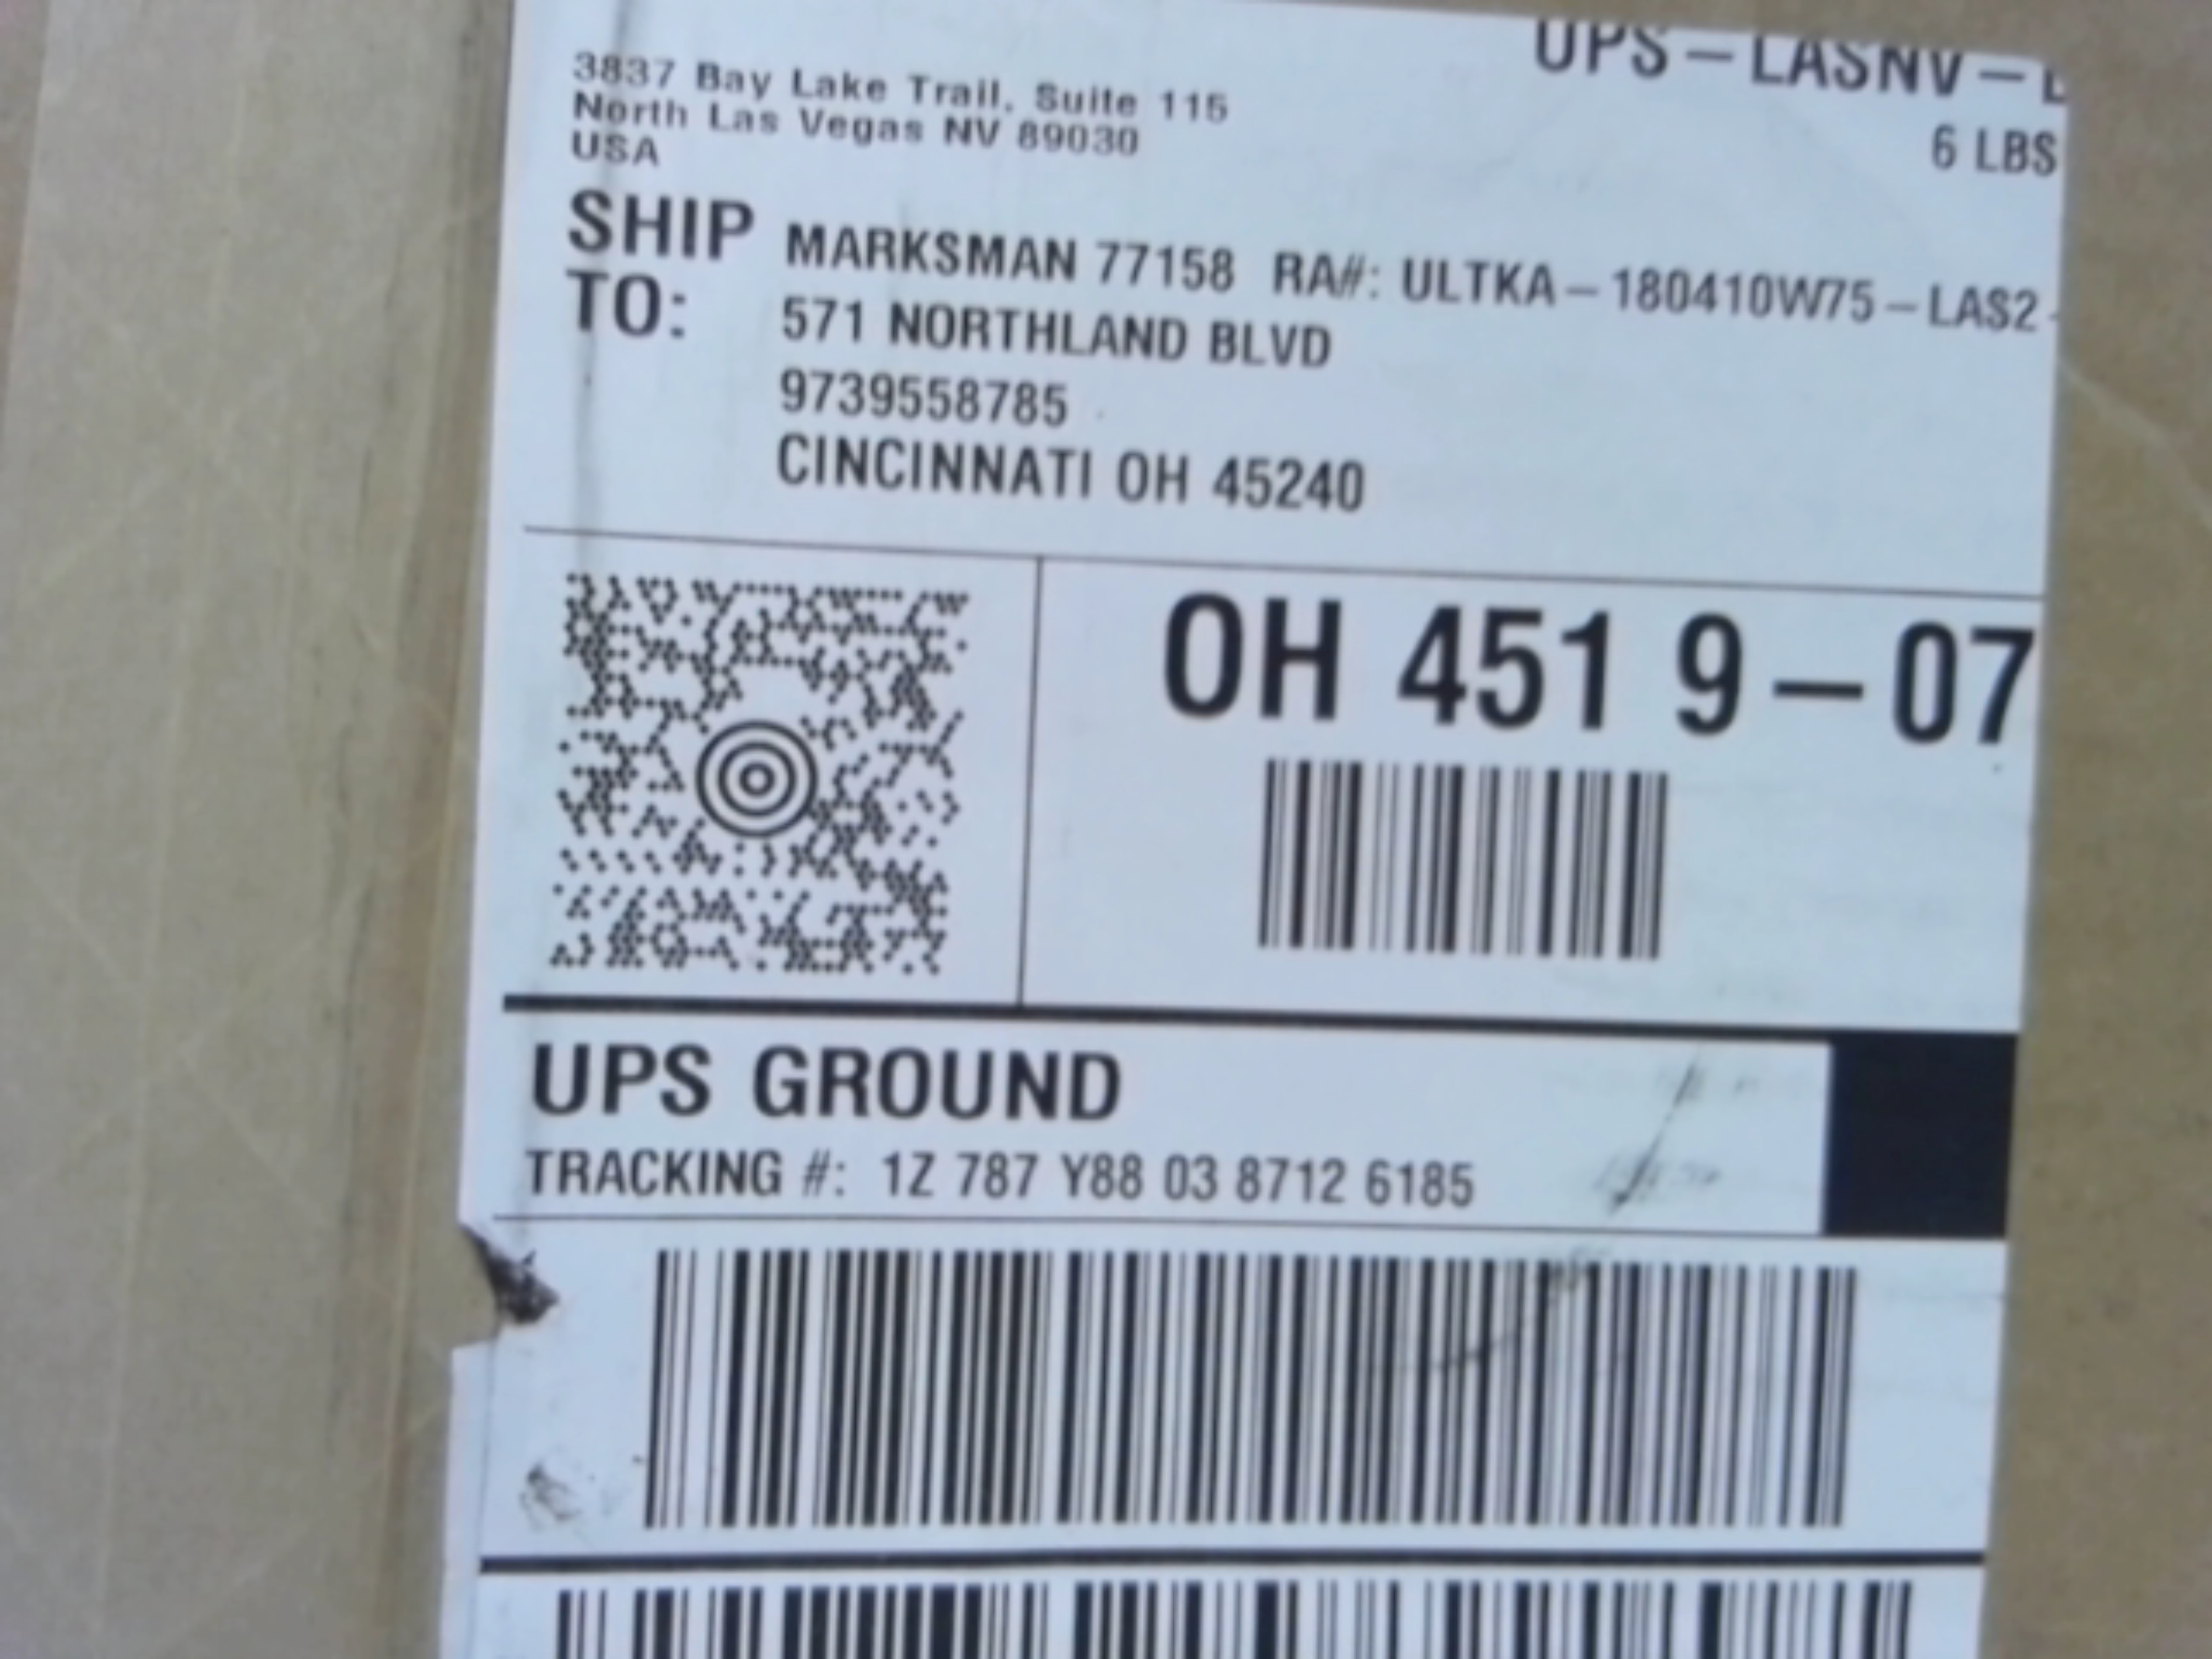 UPS – LASNV –
6 LBS
3837 Bay Lake Trail, Suite 115
North Las Vegas NV 89030
USA
SHIP TO:
MARKSMAN 77158 RA#: ULTKA – 180410W75 – LAS2 -
571 NORTHLAND BLVD
9739558785
CINCINNATI OH 45240
OH 451 9 – 07
UPS GROUND
TRACKING #: 1Z 787 Y88 03 8712 6185